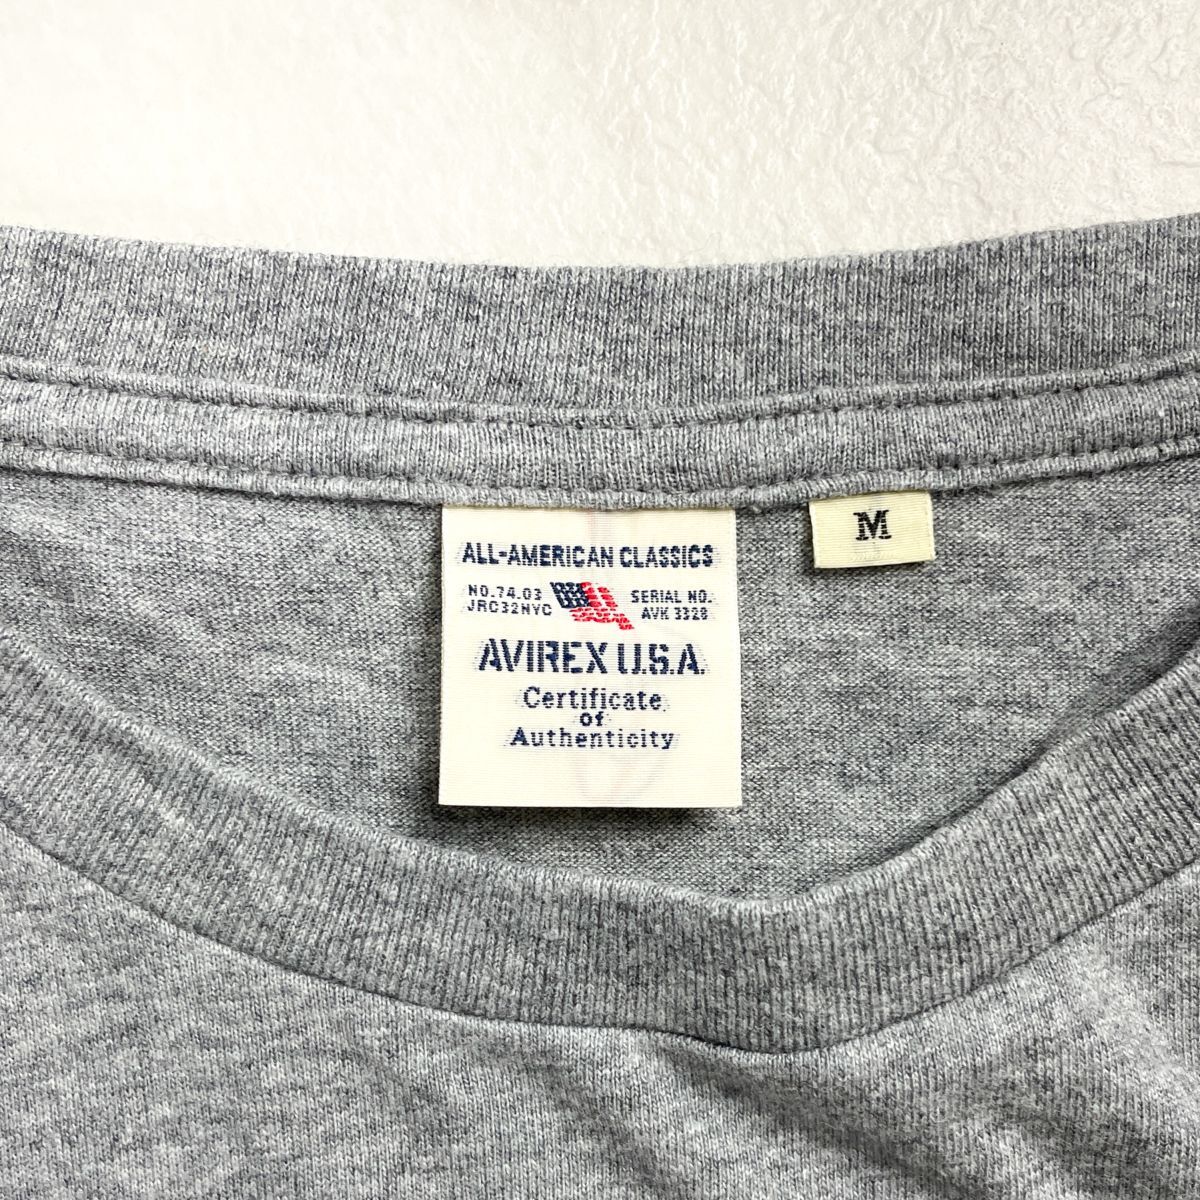 ALL-AMERICAN CLASSICS
NO.74.03
JRC32NYC
SERIAL NO.
AVK 3328
AVIREX U.S.A.
Certificate
of
Authenticity
M